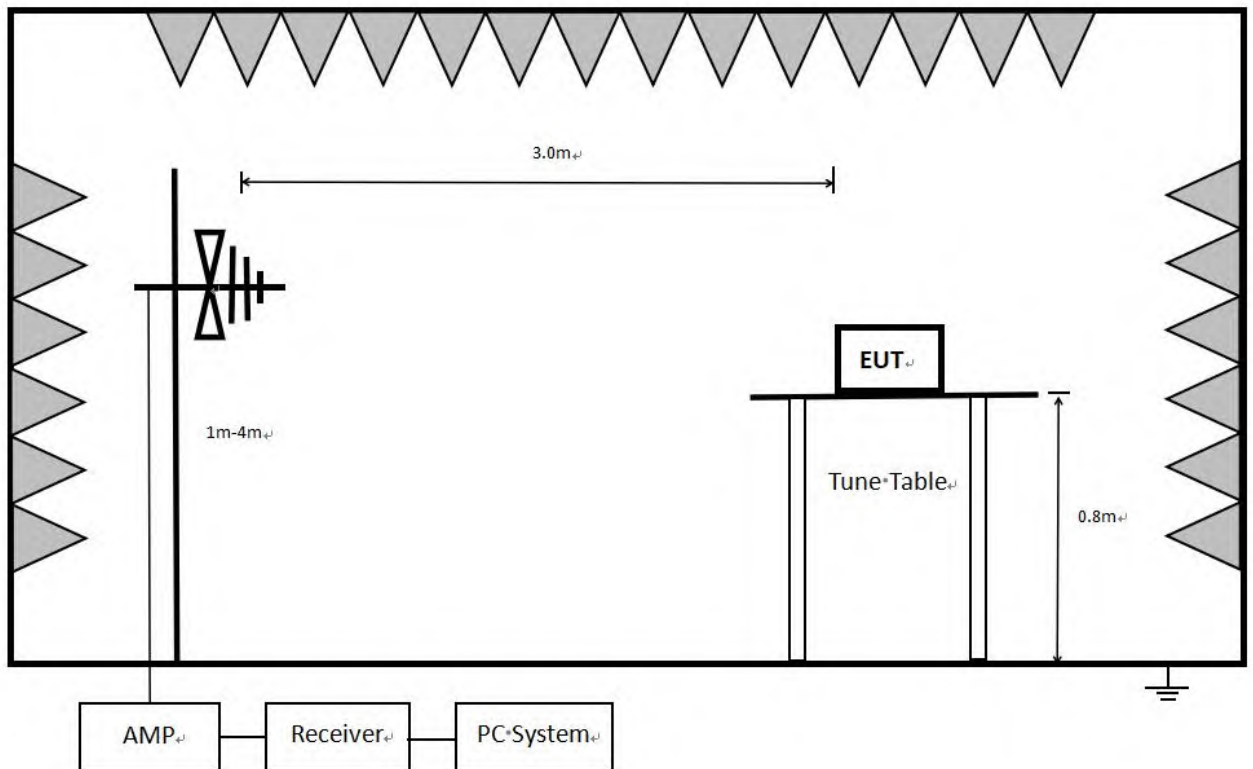 3.0m
EUT
1m-4m
Tune Table
0.8m
AMP
Receiver
PC System